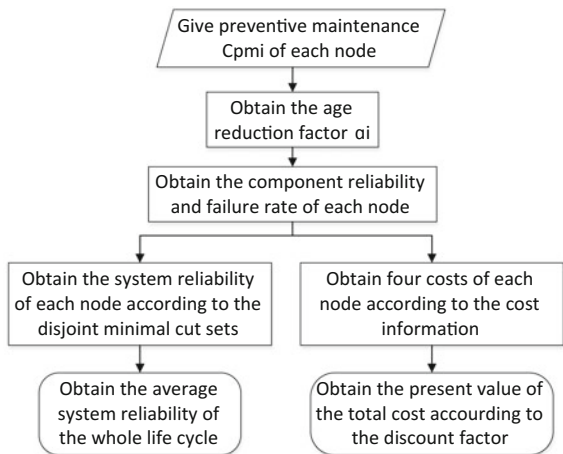 Give preventive maintenance
Cpmi of each node
Obtain the age
reduction factor αi
Obtain the component reliability
and failure rate of each node
Obtain the system reliability
of each node according to the
disjoint minimal cut sets
Obtain four costs of each
node according to the cost
information
Obtain the average
system reliability of
the whole life cycle
Obtain the present value of
the total cost accourding to
the discount factor